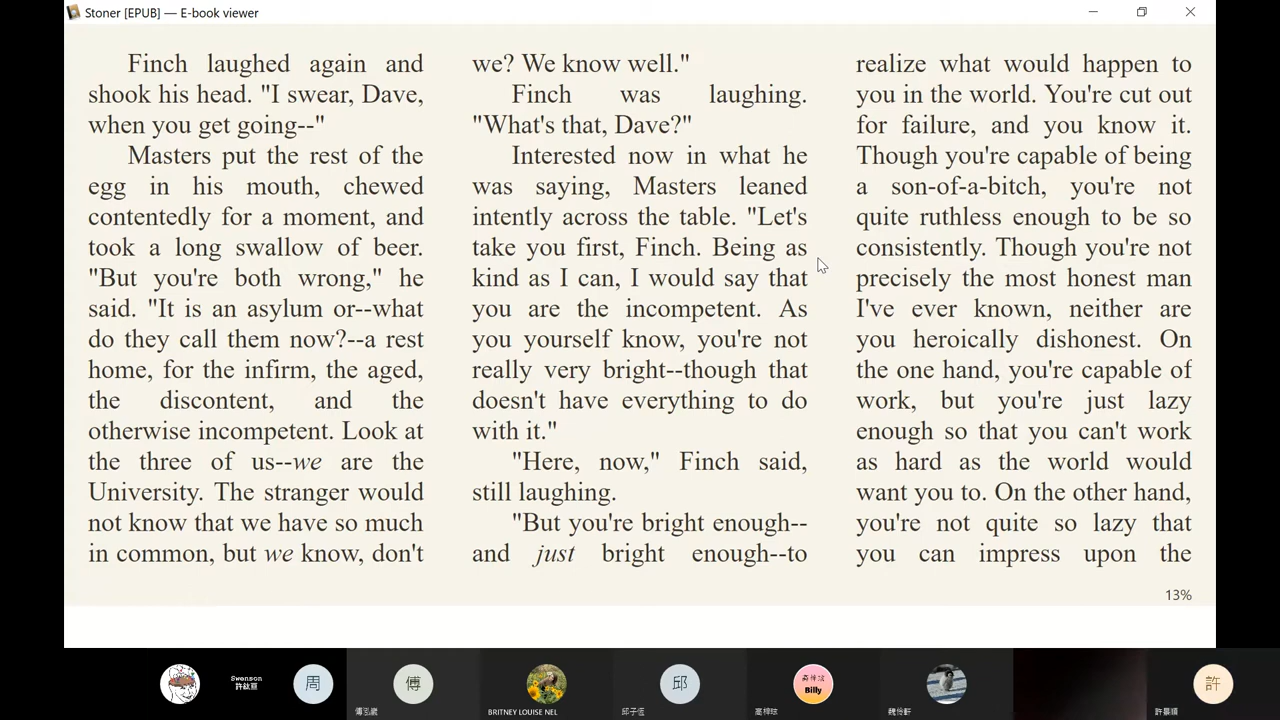 Stoner [EPUB] — E-book viewer
Finch laughed again and
shook his head. "I swear, Dave,
when you get going--"
Masters put the rest of the
egg in his mouth, chewed
contentedly for a moment, and
took a long swallow of beer.
"But you're both wrong," he
said. "It is an asylum or--what
do they call them now?--a rest
home, for the infirm, the aged,
the discontent, and the
otherwise incompetent. Look at
the three of us--we are the
University. The stranger would
not know that we have so much
in common, but we know, don't
we? We know well."
Finch was laughing.
"What's that, Dave?"
Interested now in what he
was saying, Masters leaned
intently across the table. "Let's
take you first, Finch. Being as
kind as I can, I would say that
you are the incompetent. As
you yourself know, you're not
really very bright--though that
doesn't have everything to do
with it."
"Here, now," Finch said,
still laughing.
"But you're bright enough--
and just bright enough--to
realize what would happen to
you in the world. You're cut out
for failure, and you know it.
Though you're capable of being
a son-of-a-bitch, you're not
quite ruthless enough to be so
consistently. Though you're not
precisely the most honest man
I've ever known, neither are
you heroically dishonest. On
the one hand, you're capable of
work, but you're just lazy
enough so that you can't work
as hard as the world would
want you to. On the other hand,
you're not quite so lazy that
you can impress upon the
13%
Swenson
周
傅
邱
Billy
許
BRITNEY LOUISE NEL